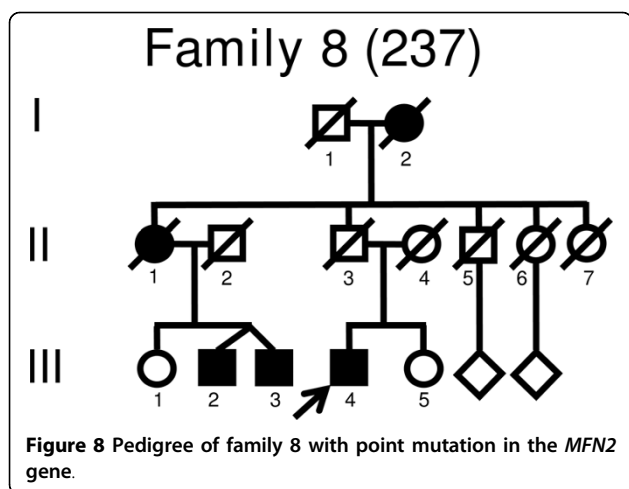 Family 8 (237)
I
1 2
II
1 2 3 4 5 6 7
III
1 2 3 4 5
Figure 8 Pedigree of family 8 with point mutation in the MFN2
gene.